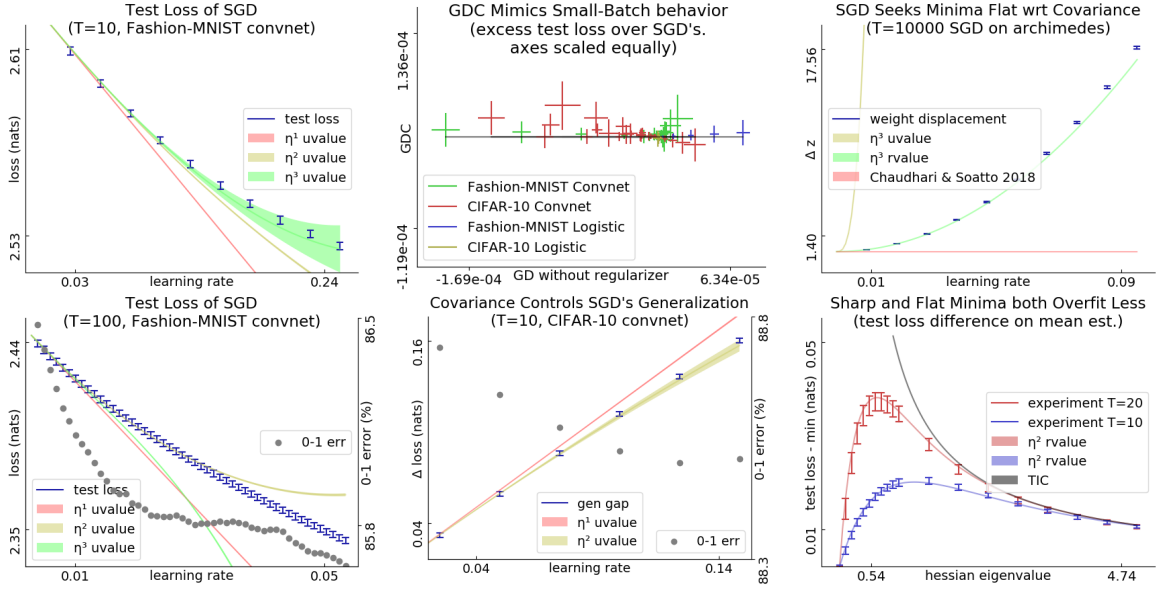 Test Loss of SGD
(T=10, Fashion-MNIST convnet)
2.61
loss (nats)
2.53
test loss
η¹ uvalue
η² uvalue
η³ uvalue
0.03
learning rate
0.24
GDC Mimics Small-Batch behavior
(excess test loss over SGD's.
axes scaled equally)
1.36e-04
GDC
-1.19e-04
Fashion-MNIST Convnet
CIFAR-10 Convnet
Fashion-MNIST Logistic
CIFAR-10 Logistic
GD without regularizer
-1.69e-04
6.34e-05
SGD Seeks Minima Flat wrt Covariance
(T=10000 SGD on archimedes)
17.56
Δ z
1.40
weight displacement
η³ uvalue
η³ rvalue
Chaudhari & Soatto 2018
0.01
learning rate
0.09
Test Loss of SGD
(T=100, Fashion-MNIST convnet)
2.44
loss (nats)
2.35
86.5
0-1 error (%)
85.8
0-1 err
test loss
η¹ uvalue
η² uvalue
η³ uvalue
0.01
learning rate
0.05
Covariance Controls SGD's Generalization
(T=10, CIFAR-10 convnet)
0.16
Δ loss (nats)
0.04
88.8
0-1 error (%)
88.3
gen gap
η¹ uvalue
η² uvalue
0-1 err
0.04
learning rate
0.14
Sharp and Flat Minima both Overfit Less
(test loss difference on mean est.)
0.05
test loss - min (nats)
0.01
experiment T=20
experiment T=10
η² rvalue
η² rvalue
TIC
0.54
hessian eigenvalue
4.74